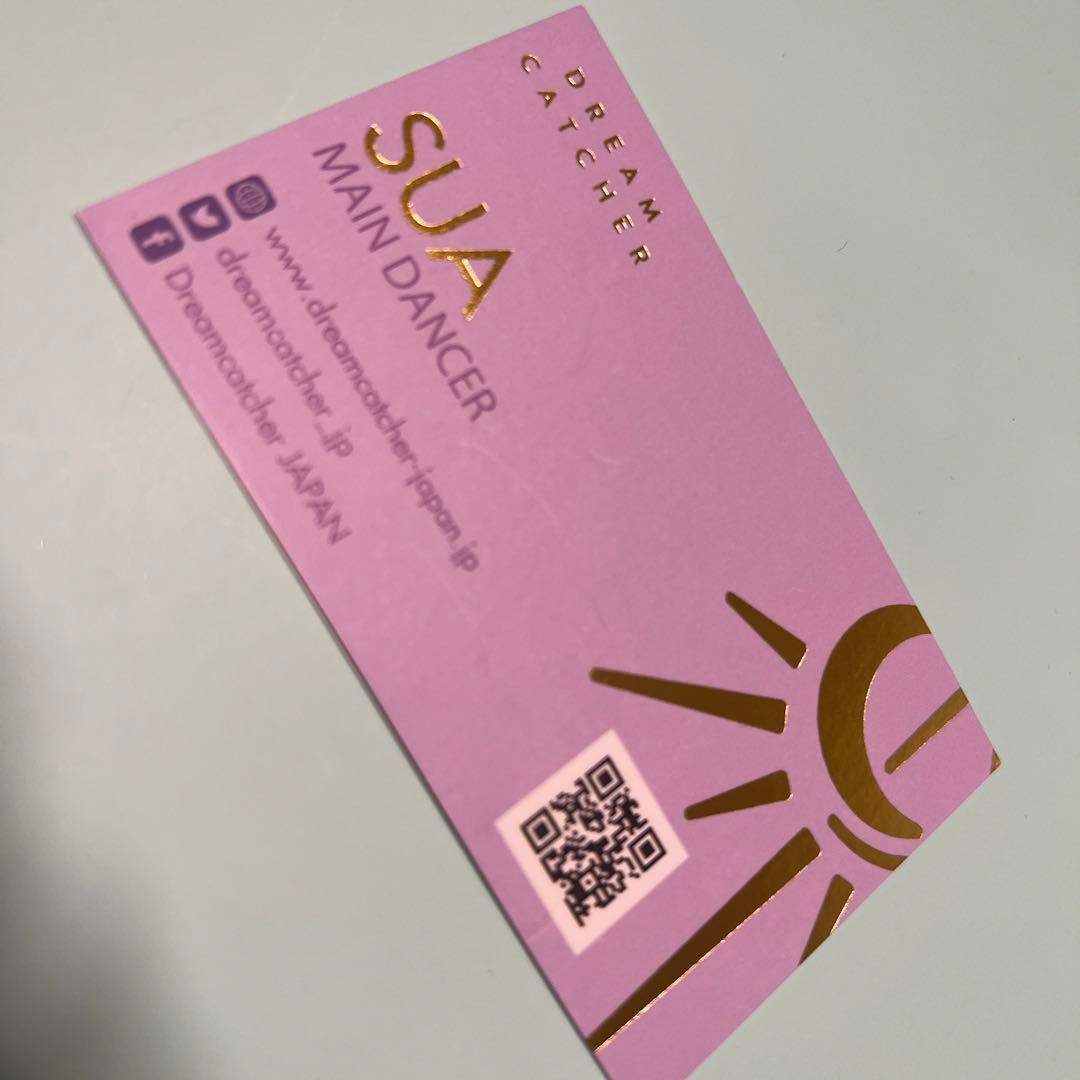 DREAM
CATCHER
SUA
MAIN DANCER
www.dreamcatcher-japan.jp
dreamcatcher_jp
Dreamcatcher JAPAN